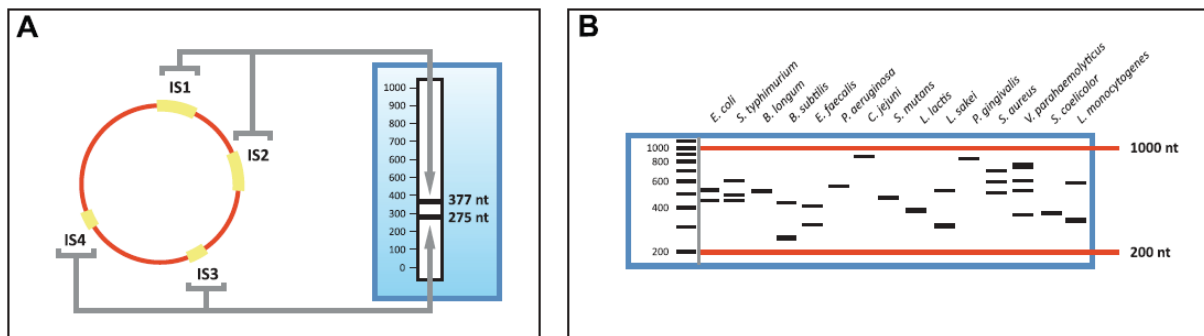 A
IS1
IS2
IS3
IS4
1000
900
800
700
600
500
400
300
200
100
0
377 nt
275 nt
B
E. coli
S. typhimurium
B. longum
B. subtilis
E. faecalis
P. aeruginosa
C. jejuni
S. mutans
L. lactis
L. sakei
P. gingivalis
S. aureus
V. parahaemolyticus
S. coelicolor
L. monocytogenes
1000
800
600
400
200
1000 nt
200 nt